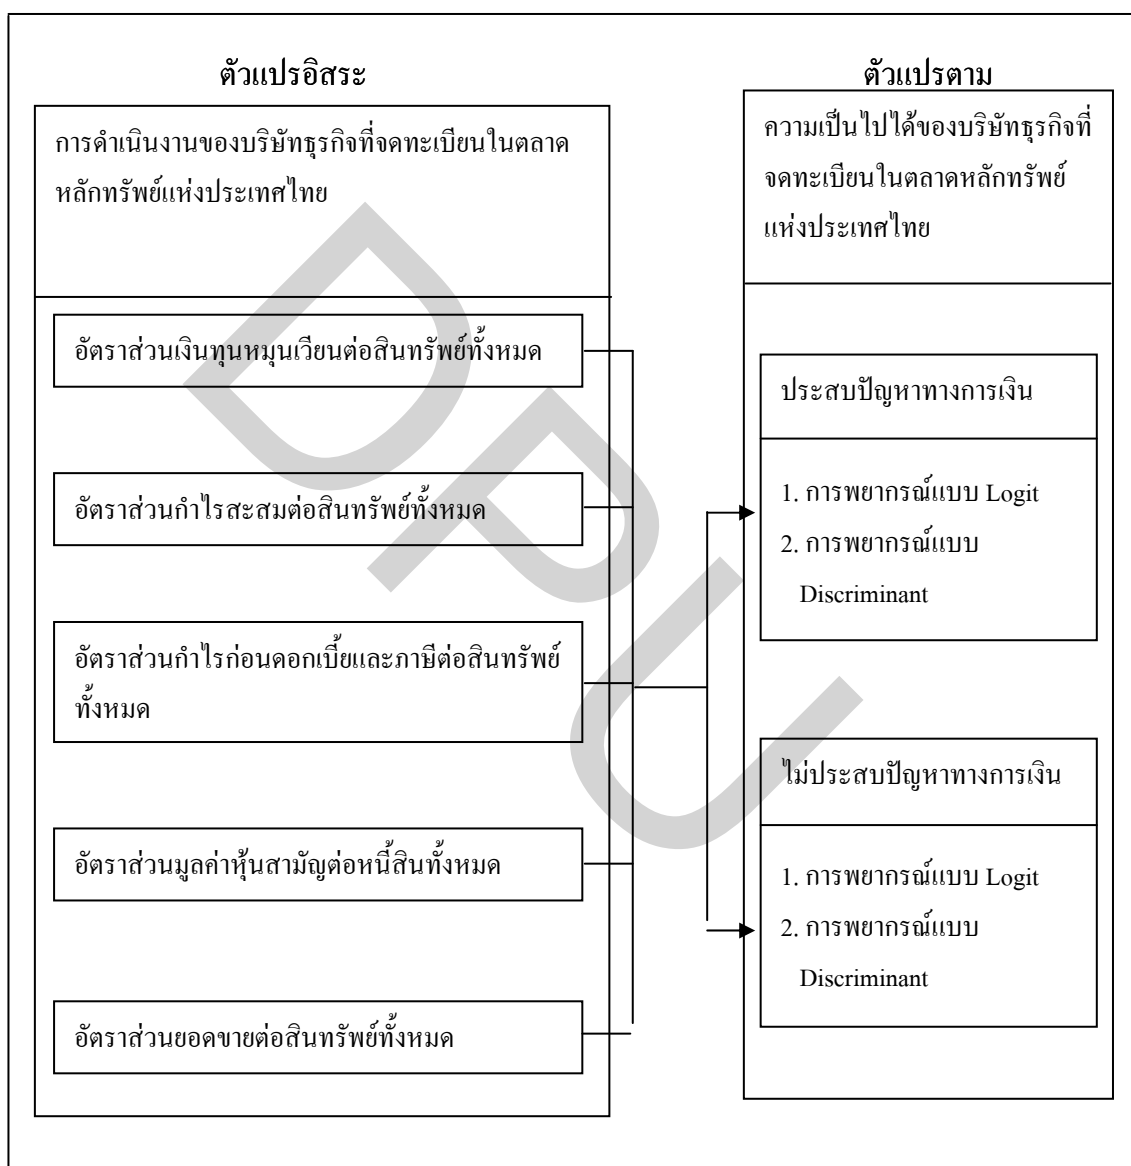 ตัวแปรอิสระ
การดำเนินงานของบริษัทธุรกิจที่จดทะเบียนในตลาด
หลักทรัพย์แห่งประเทศไทย
อัตราส่วนเงินทุนหมุนเวียนต่อสินทรัพย์ทั้งหมด
อัตราส่วนกำไรสะสมต่อสินทรัพย์ทั้งหมด
อัตราส่วนกำไรก่อนดอกเบี้ยและภาษีต่อสินทรัพย์
ทั้งหมด
อัตราส่วนมูลค่าหุ้นสามัญต่อหนี้สินทั้งหมด
อัตราส่วนยอดขายต่อสินทรัพย์ทั้งหมด
ตัวแปรตาม
ความเป็นไปได้ของบริษัทธุรกิจที่
จดทะเบียนในตลาดหลักทรัพย์
แห่งประเทศไทย
ประสบปัญหาทางการเงิน
1. การพยากรณ์แบบ Logit
2. การพยากรณ์แบบ
Discriminant
ไม่ประสบปัญหาทางการเงิน
1. การพยากรณ์แบบ Logit
2. การพยากรณ์แบบ
Discriminant
DPU